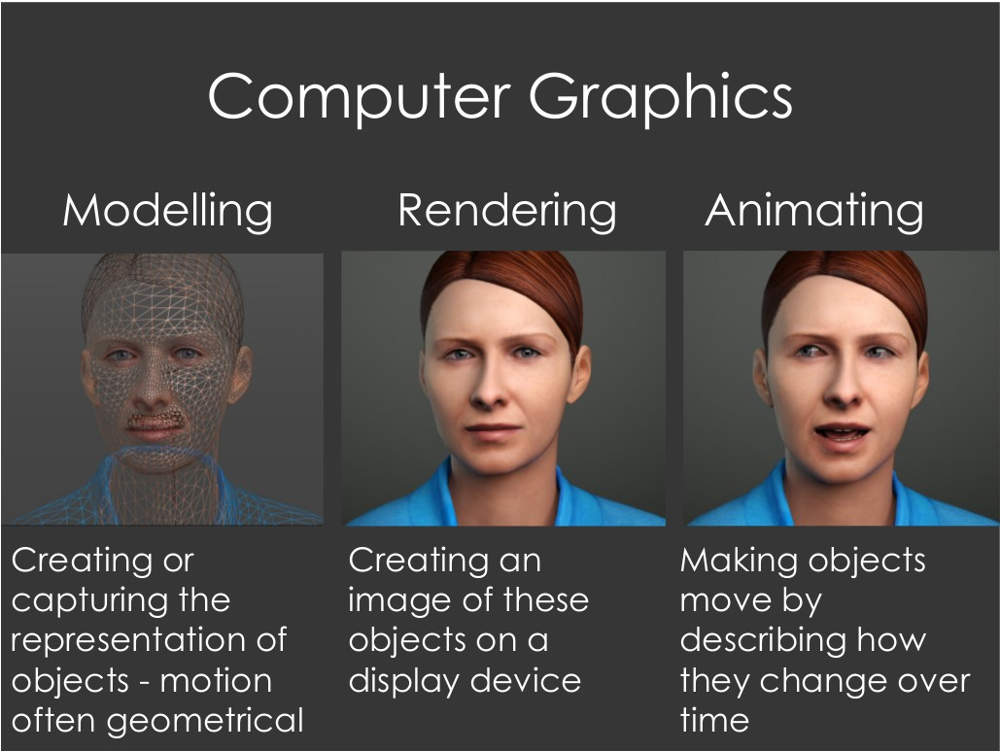 Computer Graphics
Modelling
Rendering
Animating
Creating or
capturing the
representation of
objects - motion
often geometrical
Creating an
image of these
objects on a
display device
Making objects
move by
describing how
they change over
time